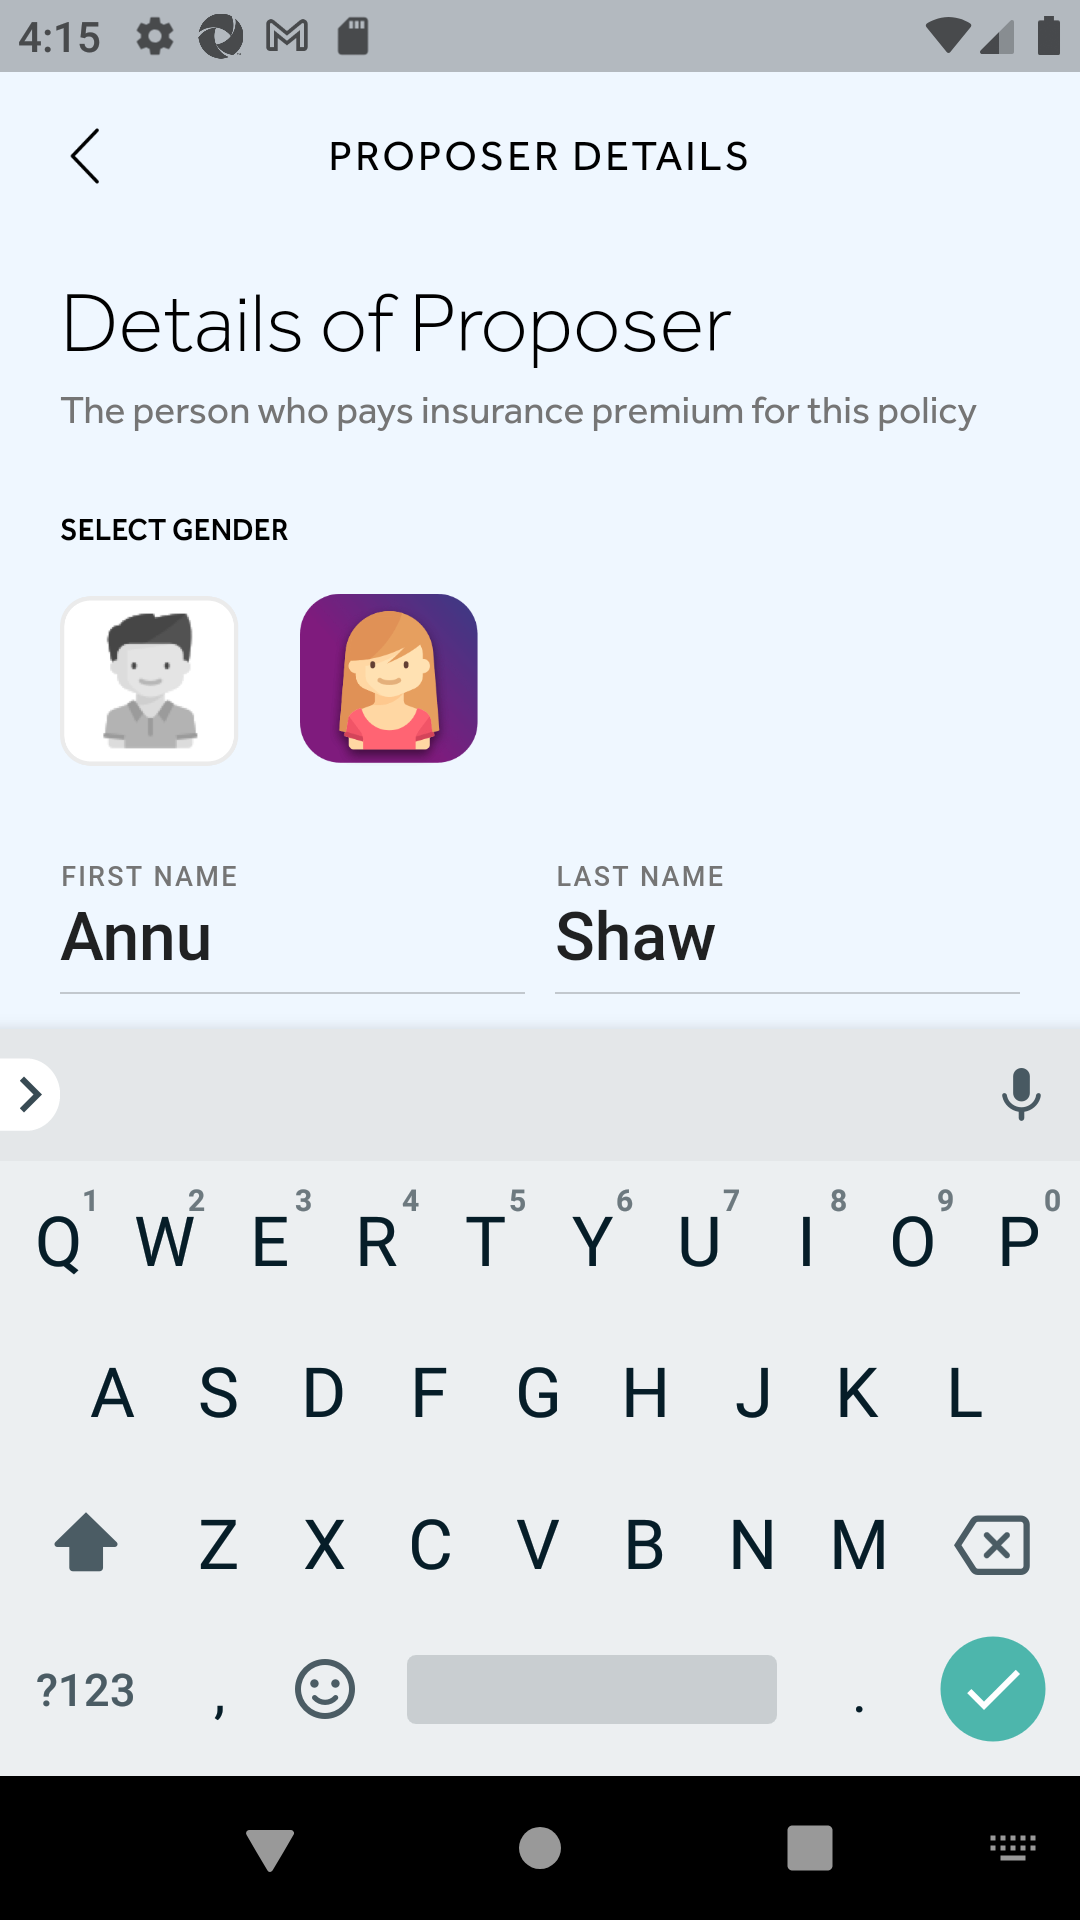 4:15
PROPOSER DETAILS
Details of Proposer
The person who pays insurance premium for this policy
SELECT GENDER
FIRST NAME LAST NAME
Annu Shaw
1 2 3 4 5 6 7 8 9 0
Q W E R T Y U I O P
A S D F G H J K L
Z X C V B N M
?123 , .